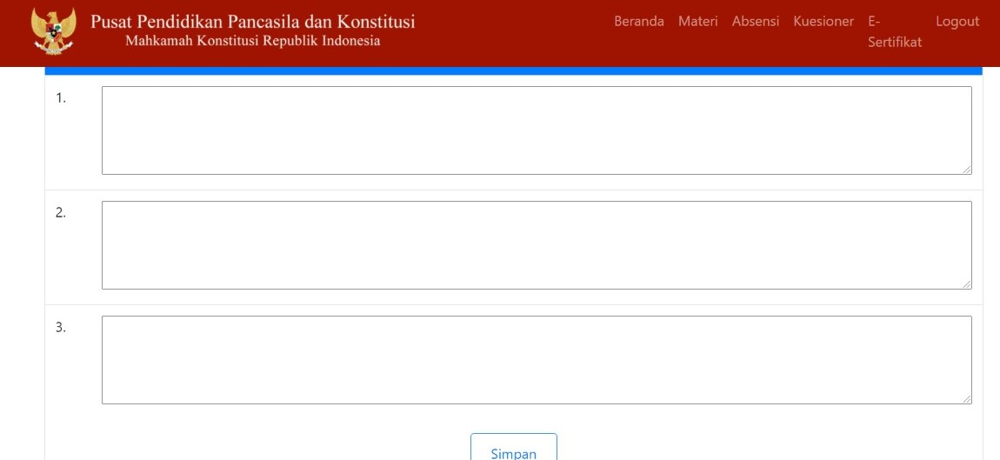 Pusat Pendidikan Pancasila dan Konstitusi
Mahkamah Konstitusi Republik Indonesia
Beranda Materi Absensi Kuesioner E-Sertifikat Logout
1.
2.
3.
Simpan